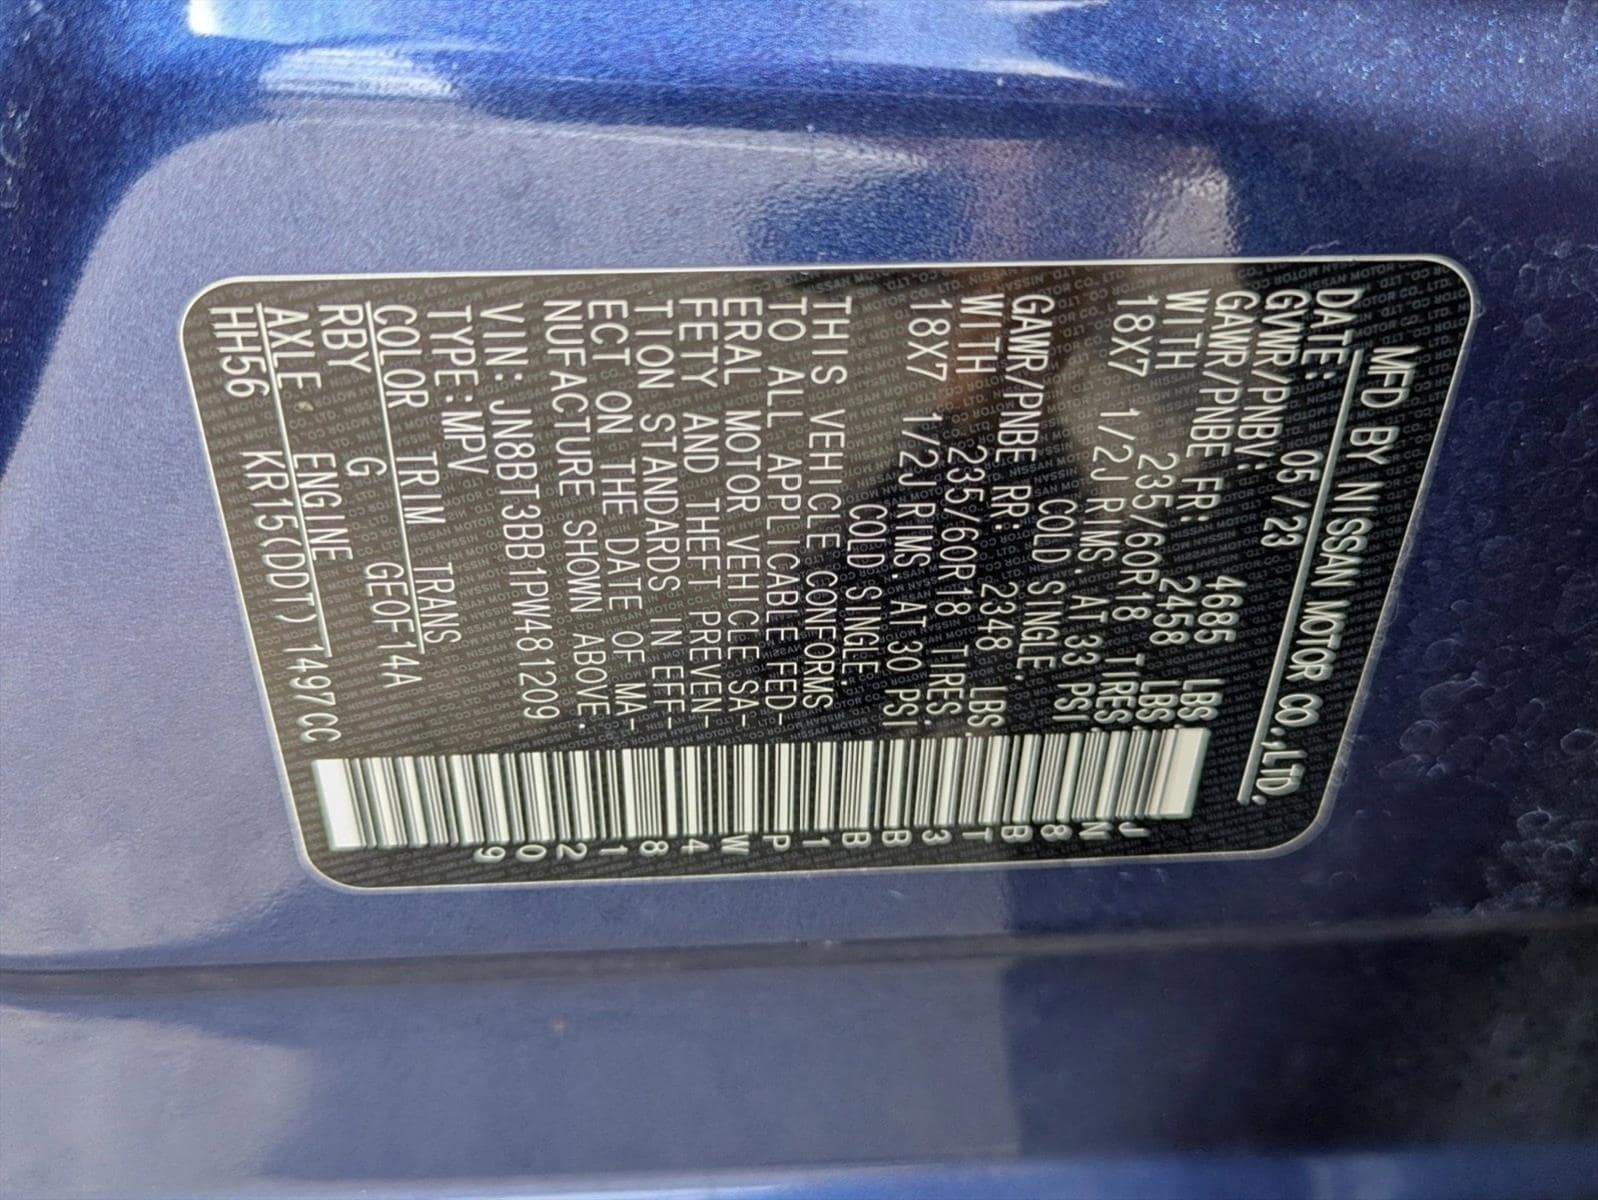 MFD BY NISSAN MOTOR CO.,LTD.
DATE: 05/23
GVWR/PNBV: 4685 LBS
GAWR/PNBE FR: 2458 LBS.
WITH 235/60R18 TIRES.
18X7 1/2J RIMS. AT 33 PSI.
COLD SINGLE.
GAWR/PNBE RR: 2348 LBS.
WITH 235/60R18 TIRES.
18X7 1/2J RIMS. AT 30 PSI
COLD SINGLE.
THIS VEHICLE CONFORMS
TO ALL APPLICABLE FED-
ERAL MOTOR VEHICLE SA-
FETY AND THEFT PREVEN-
TION STANDARDS IN EFF-
ECT ON THE DATE OF MA-
NUFACTURE SHOWN ABOVE.
VIN: JN8BT3BB1PW481209
TYPE:MPV
COLOR TRIM TRANS
RBY G GE0F14A
AXLE ENGINE
HH56 KR15(DDT) 1497CC
JN8BT3BB1PW481209